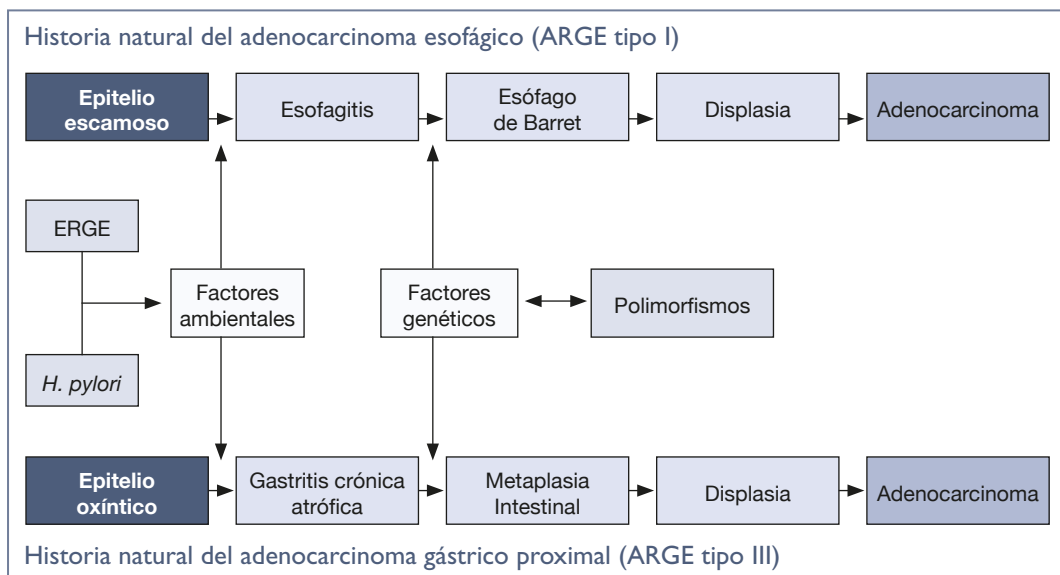 Historia natural del adenocarcinoma esofágico (ARGE tipo I)
Epitelio
escamoso
Esofagitis
Esófago
de Barret
Displasia
Adenocarcinoma
ERGE
Factores
ambientales
Factores
genéticos
Polimorfismos
H. pylori
Epitelio
oxíntico
Gastritis crónica
atrófica
Metaplasia
Intestinal
Displasia
Adenocarcinoma
Historia natural del adenocarcinoma gástrico proximal (ARGE tipo III)